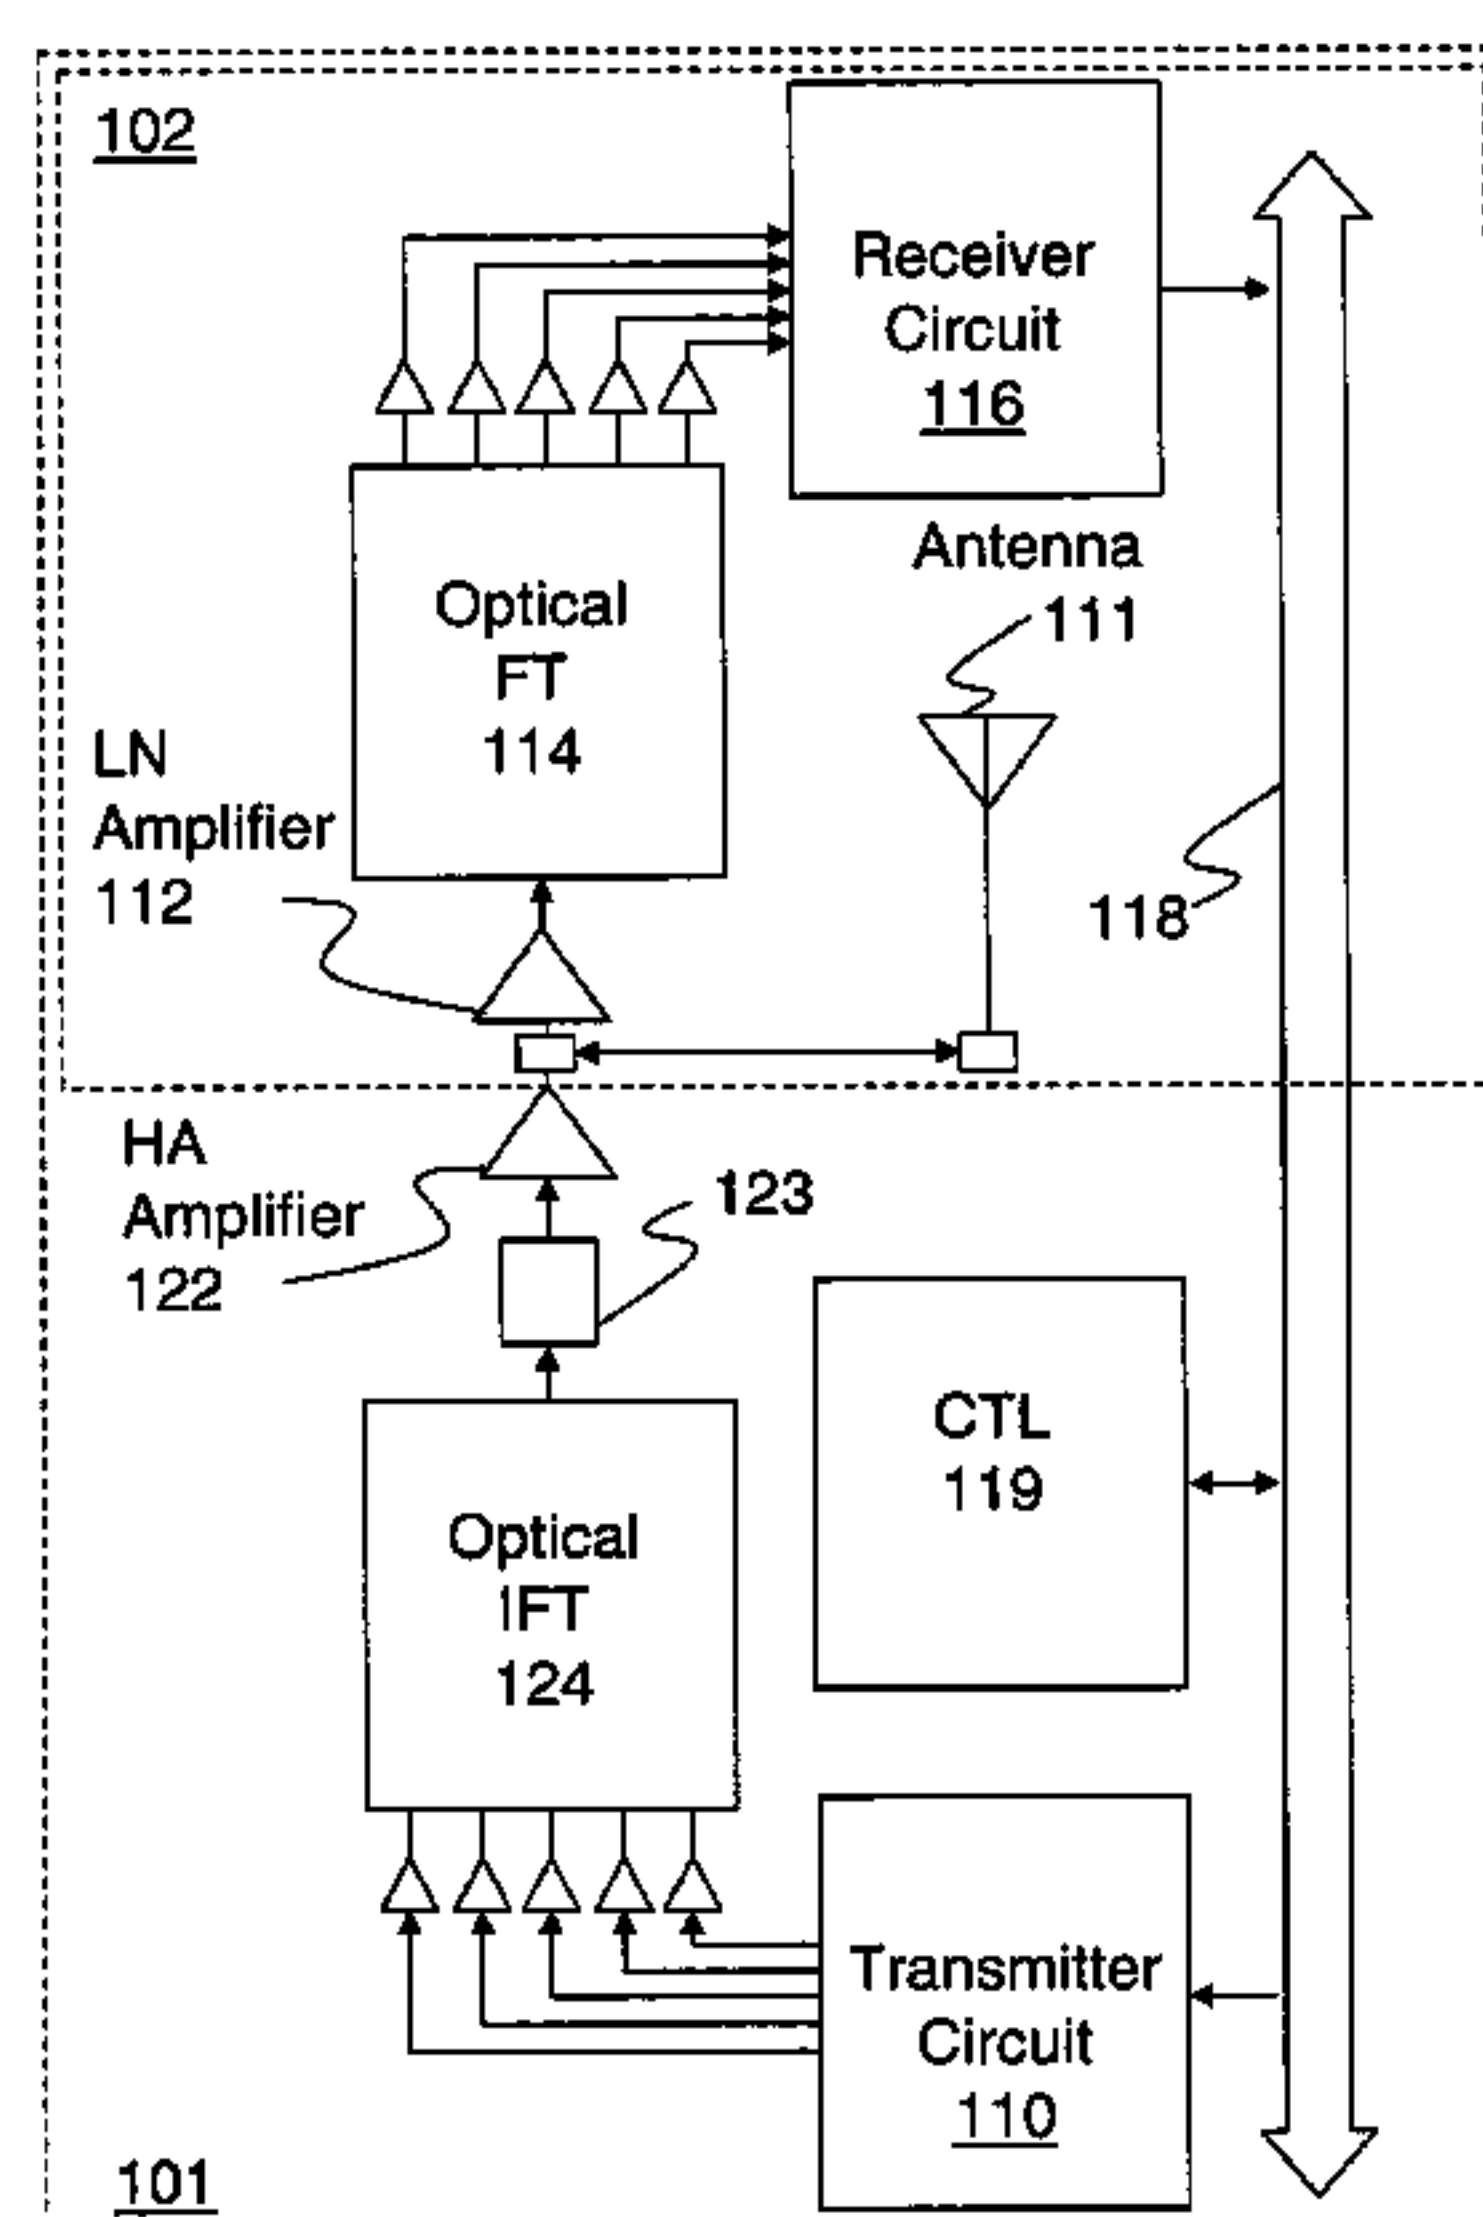 102
Receiver
Circuit
116
Antenna
111
Optical
FT
114
LN
Amplifier
112
118
HA
Amplifier
122
123
CTL
119
Optical
IFT
124
Transmitter
Circuit
110
101